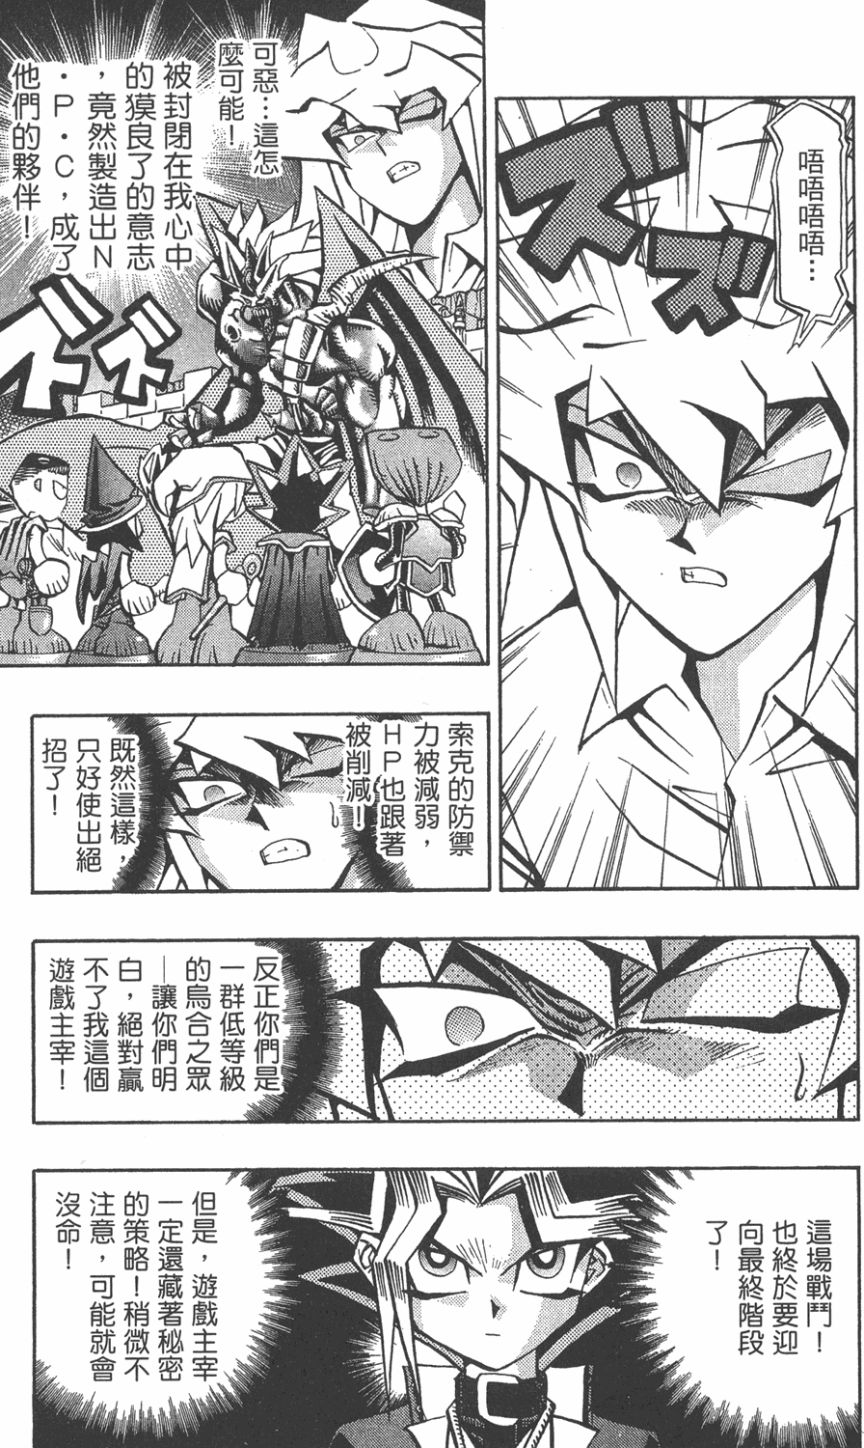 唔唔唔唔…
ズズ
可惡…這怎
麼可能！
被封閉在我心中
的獏良了的意志
，竟然製造出N
・P・C，成了
他們的夥伴！
ズズ
索克的防禦
力被減弱，
HP也跟著
被削減！
既然這樣，
只好使出絕
招了！
反正你們是
一群低等級
的烏合之眾
—讓你們明
白，絕對贏
不了我這個
遊戲主宰！
這場戰鬥！
也終於要迎
向最終階段
了！
但是，遊戲主宰
一定還藏著秘密
的策略！稍微不
注意，可能就會
沒命！